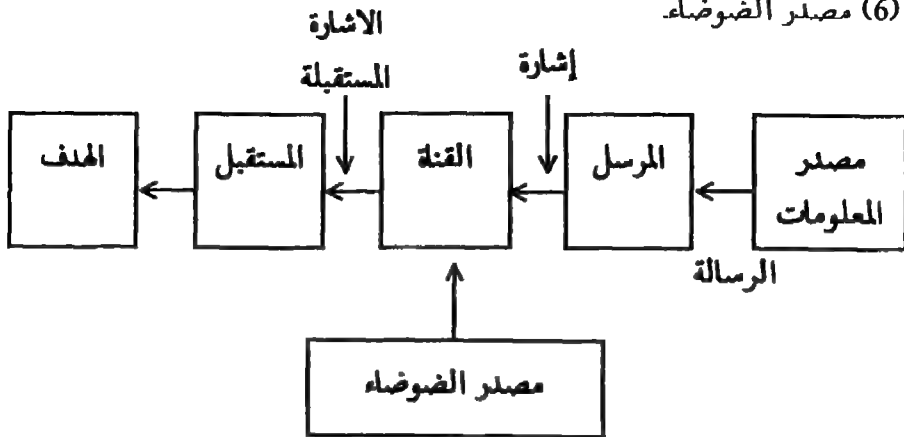 (6) مصدر الضوضاء.
الاشارة
المستقبلة
إشارة
مصدر
المعلومات
المرسل
القناة
المستقبل
الهدف
الرسالة
مصدر الضوضاء